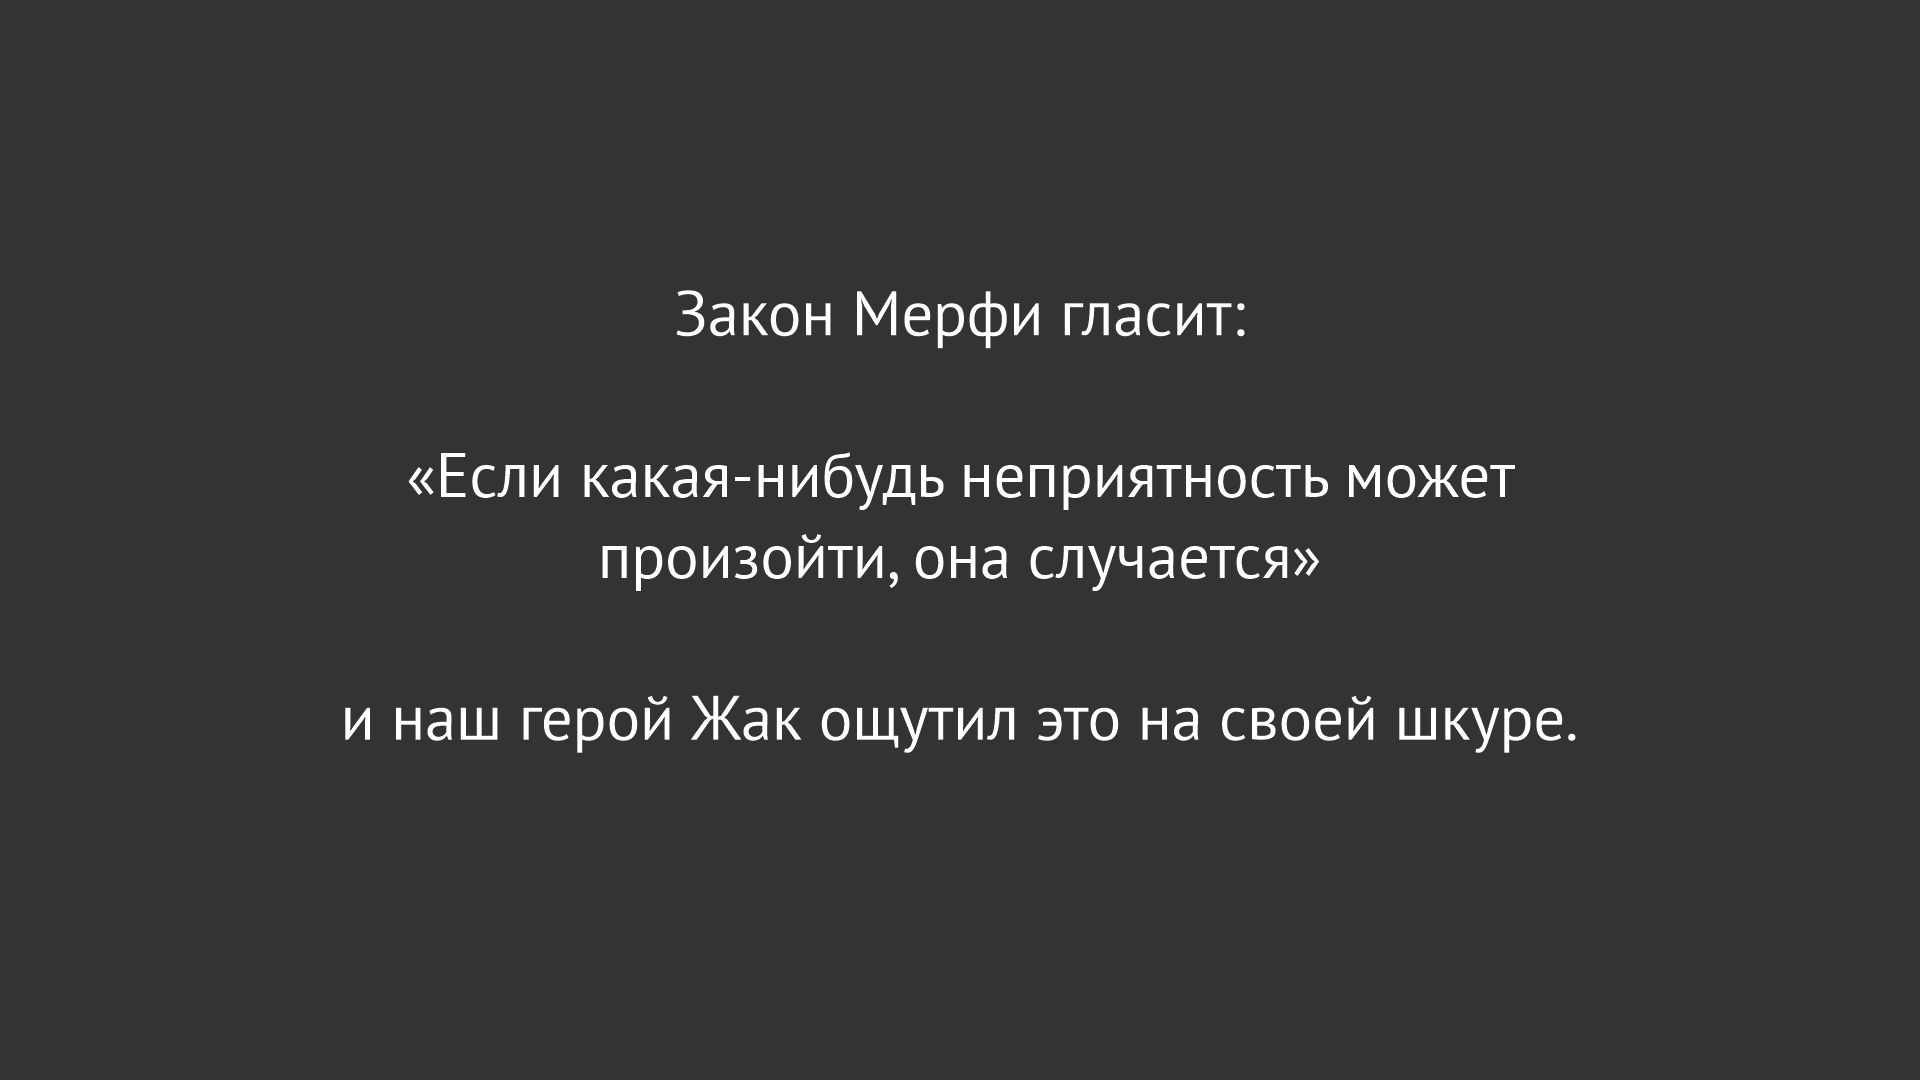 Закон Мерфи гласит:
«Если какая-нибудь неприятность может
произойти, она случается»
и наш герой Жак ощутил это на своей шкуре.